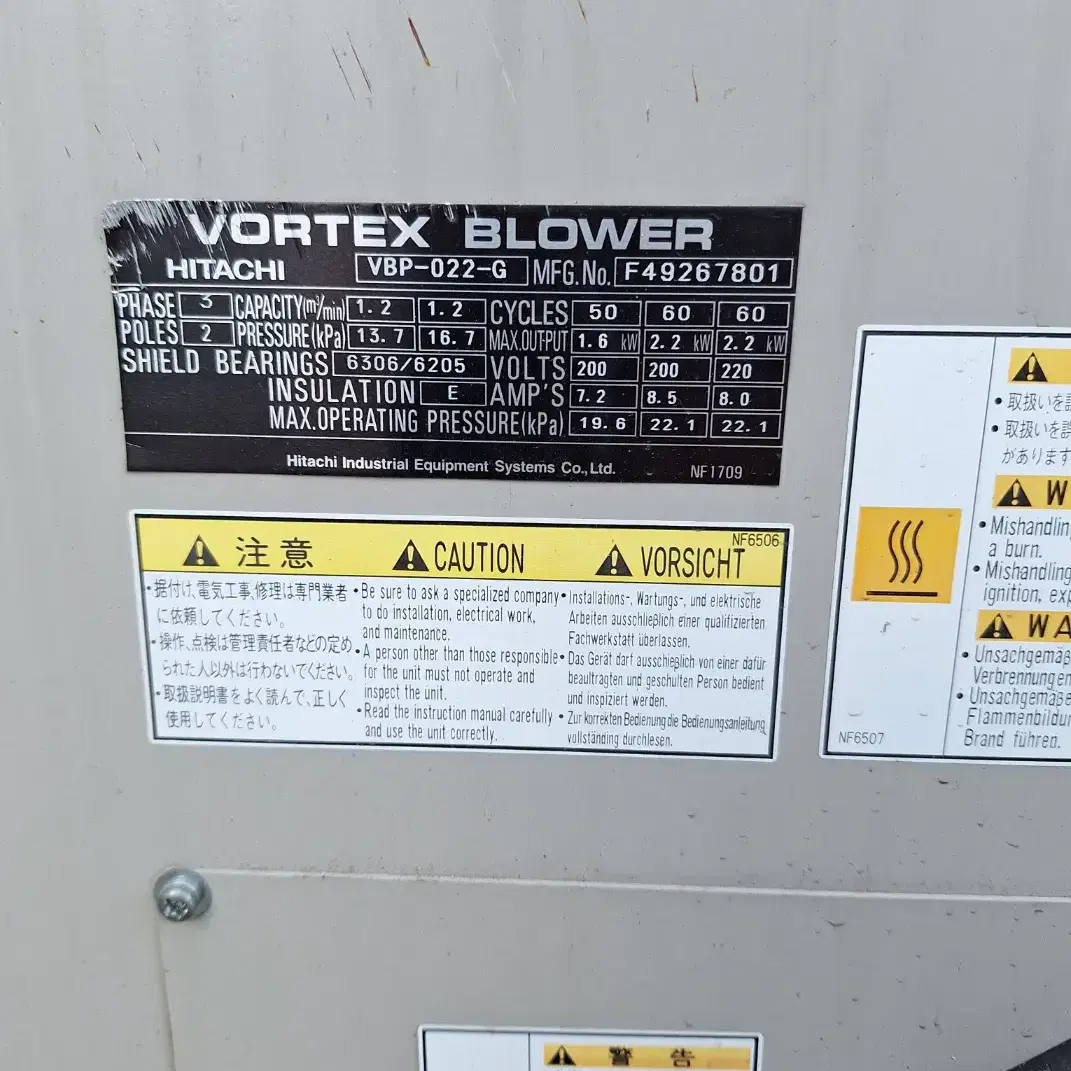 VORTEX BLOWER
HITACHI VBP-022-G MFG.No. F49267801
PHASE 3 CAPACITY(m³/min) 1.2 1.2 CYCLES 50 60 60
POLES 2 PRESSURE(kPa) 13.7 16.7 MAX.OUTPUT 1.6 kW 2.2 kW 2.2 kW
SHIELD BEARINGS 6306/6205 VOLTS 200 200 220
INSULATION E AMP'S 7.2 8.5 8.0
MAX.OPERATING PRESSURE(kPa) 19.6 22.1 22.1
Hitachi Industrial Equipment Systems Co.,Ltd. NF1709
NF6506
注意
・据付け、電気工事、修理は専門業者
に依頼してください。
・操作、点検は管理責任者などの定め
られた人以外は行わないでください。
・取扱説明書をよく読んで、正しく
使用してください。
CAUTION
• Be sure to ask a specialized company
to do installation, electrical work,
and maintenance.
• A person other than those responsible
for the unit must not operate and
inspect the unit.
• Read the instruction manual carefully
and use the unit correctly.
VORSICHT
• Installations-, Wartungs-, und elektrische
Arbeiten ausschließlich einer qualifizierten
Fachwerkstatt überlassen.
• Das Gerät darf ausschießlich von einer dafür
beauftragten und geschulten Person bedient
und inspiziert werden.
• Zur korrekten Bedienung die Bedienungsanleitung
vollständig durchlesen.
• 取扱いを
• 取扱いを誤
があります
W
• Mishandlin
a burn.
• Mishandling
ignition, exp
WA
• Unsachgemäß
Verbrennungen
• Unsachgemäße
Flammenbildu
Brand führen.
NF6507
警告